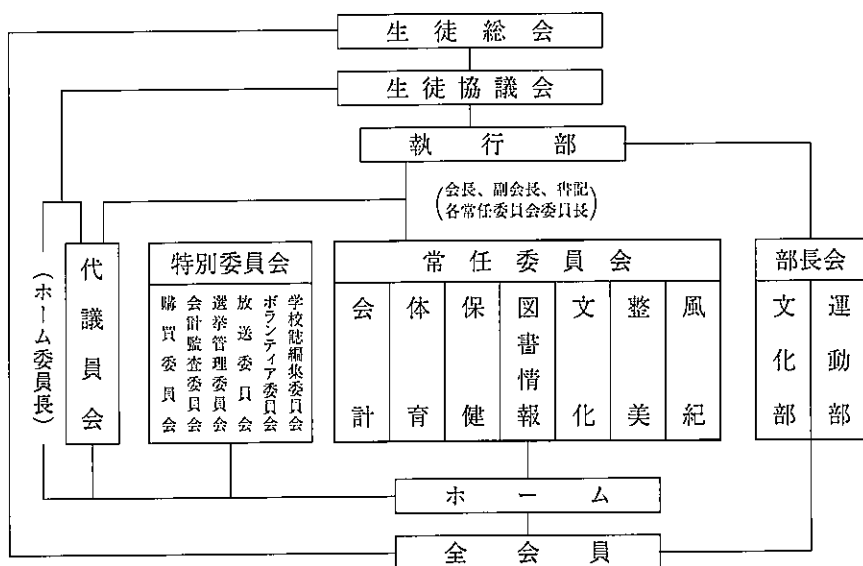 生徒総会
生徒協議会
執行部
(会長、副会長、書記
各常任委員会委員長)
(ホーム委員長)
代議員会
特別委員会
購買委員会
会計監査委員会
選挙管理委員会
放送委員会
ボランティア委員会
学校誌編集委員会
常任委員会
会計
体育
保健
図書情報
文化
整美
風紀
部長会
文化部
運動部
ホーム
全会員